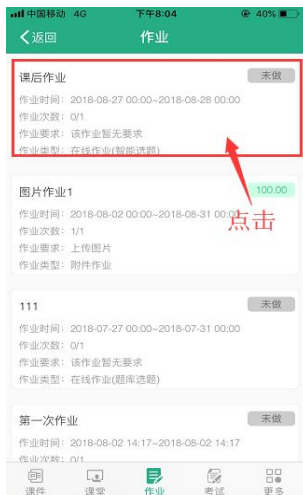 中国移动 4G 下午8:04 40%
返回 作业
课后作业 未做
作业时间：2018-08-27 00:00~2018-08-28 00:00
作业次数：0/1
作业要求：该作业暂无要求
作业类型：在线作业(智能选题)
图片作业1 100.00
作业时间：2018-08-02 00:00~2018-08-31 00:00
点击
作业次数：1/1
作业要求：上传图片
作业类型：附件作业
111 未做
作业时间：2018-07-27 00:00~2018-07-31 00:00
作业次数：0/1
作业要求：该作业暂无要求
作业类型：在线作业(题库选题)
第一次作业 未做
作业时间：2018-08-02 14:17~2018-08-02 14:17
作业次数：0/1
课件 课堂 作业 考试 更多